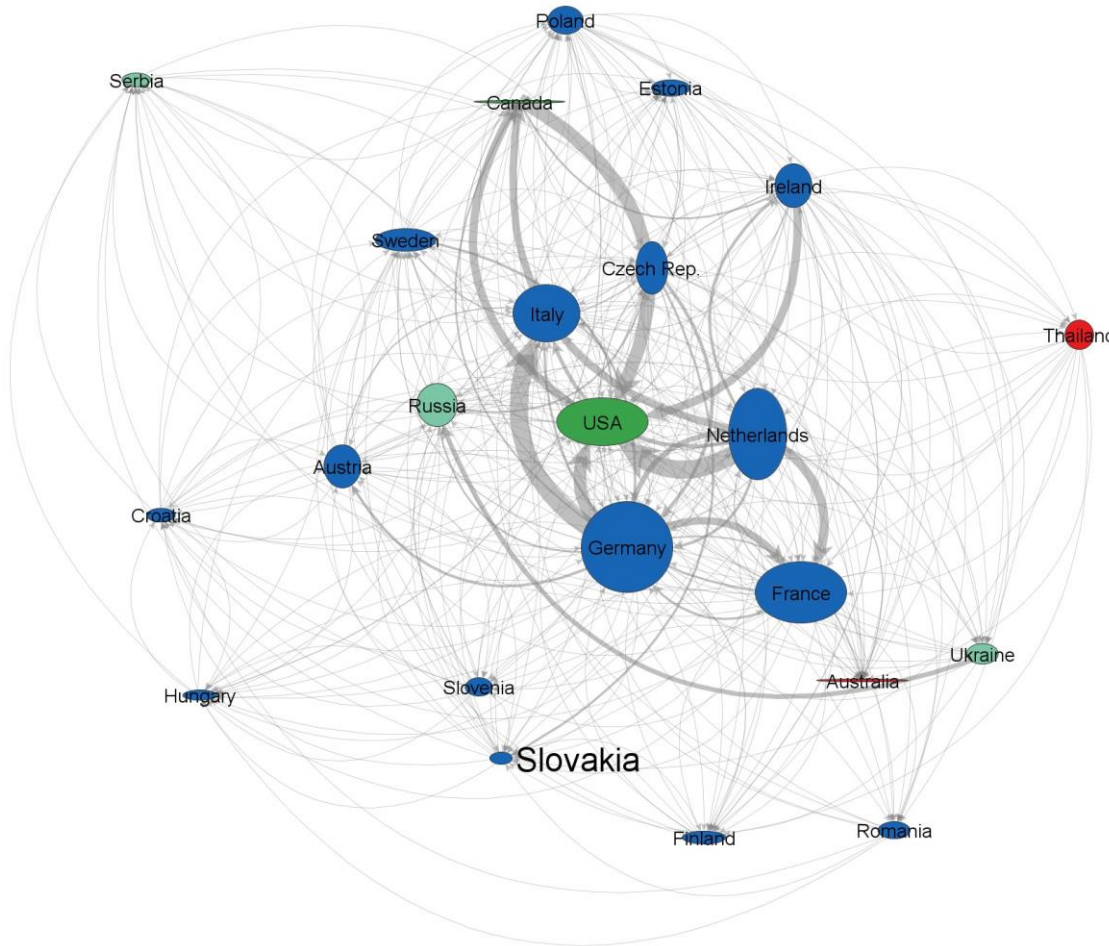 Poland
Serbia
Estonia
Canada
Ireland
Sweden
Czech Rep.
Italy
Thailand
Russia
USA
Netherlands
Austria
Croatia
Germany
France
Ukraine
Australia
Slovenia
Hungary
Slovakia
Finland
Romania